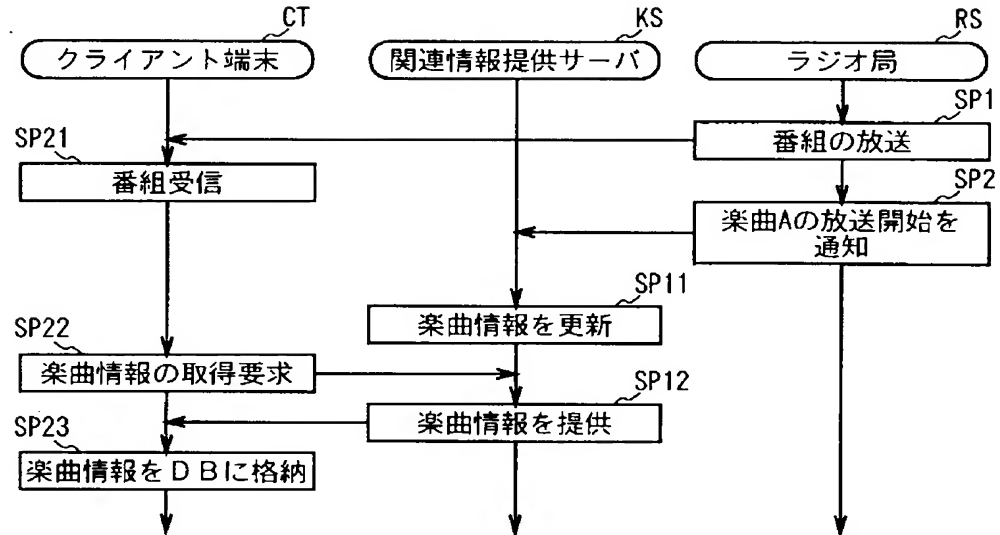 CT
KS
RS
クライアント端末
関連情報提供サーバ
ラジオ局
SP1
番組の放送
SP21
番組受信
SP2
楽曲Aの放送開始を
通知
SP11
楽曲情報を更新
SP22
楽曲情報の取得要求
SP12
楽曲情報を提供
SP23
楽曲情報をDBに格納